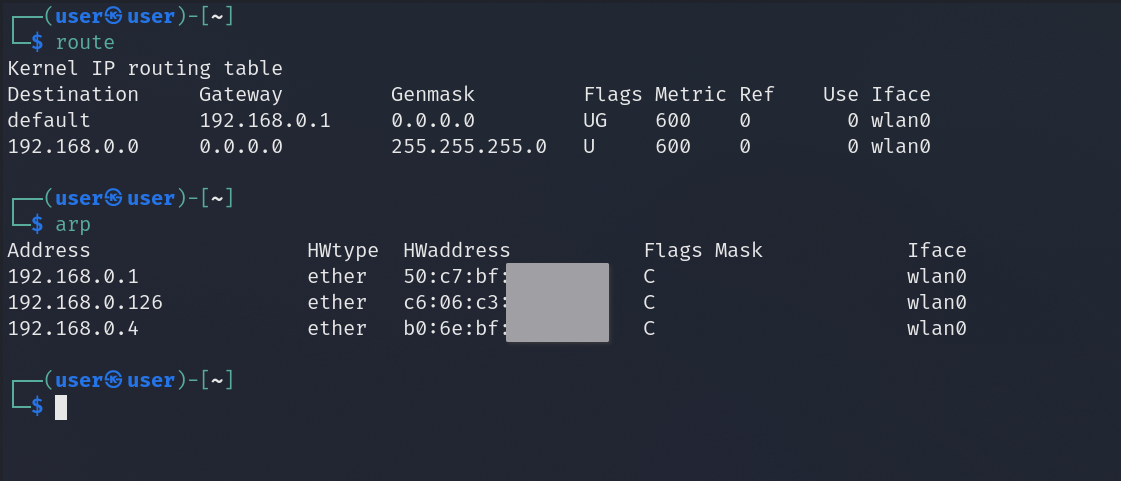 ┌──(user㉿user)-[~]
└─$ route
Kernel IP routing table
Destination     Gateway         Genmask         Flags Metric Ref    Use Iface
default         192.168.0.1     0.0.0.0         UG    600    0        0 wlan0
192.168.0.0     0.0.0.0         255.255.255.0   U     600    0        0 wlan0
┌──(user㉿user)-[~]
└─$ arp
Address                  HWtype  HWaddress           Flags Mask            Iface
192.168.0.1              ether   50:c7:bf:           C                     wlan0
192.168.0.126            ether   c6:06:c3:           C                     wlan0
192.168.0.4              ether   b0:6e:bf:           C                     wlan0
┌──(user㉿user)-[~]
└─$